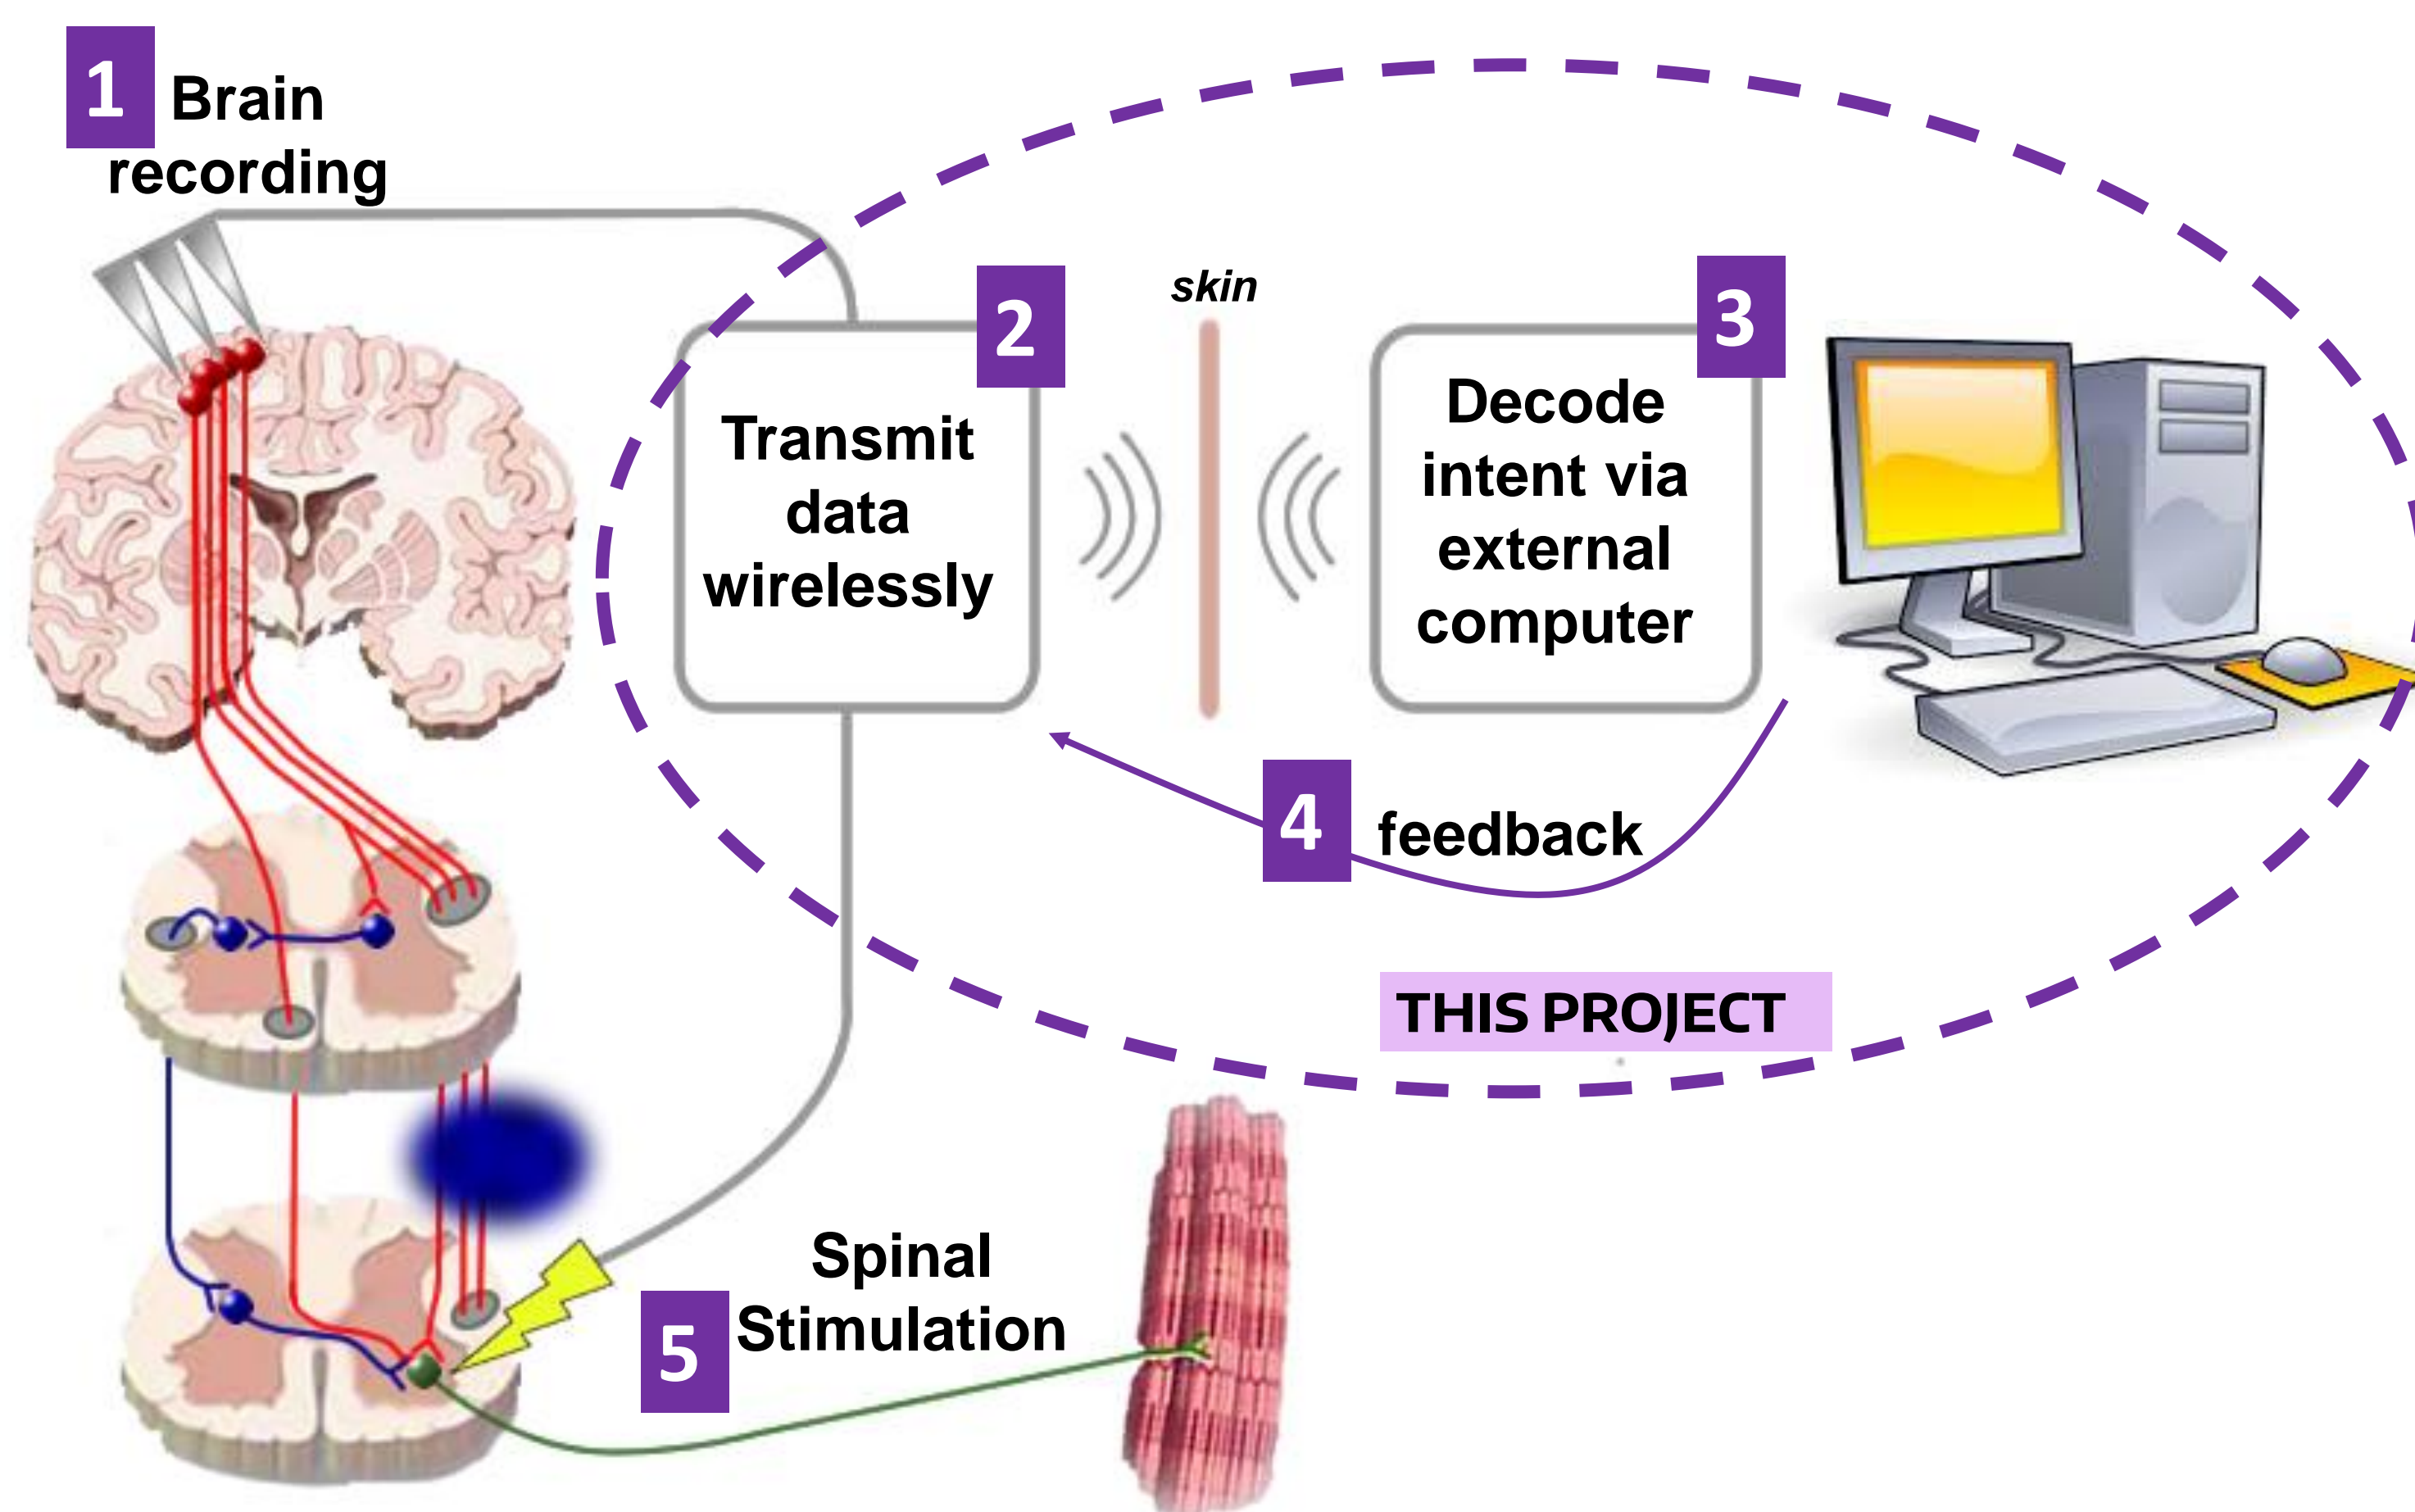 1
Brain
recording
2
Transmit
data
wirelessly
skin
3
Decode
intent via
external
computer
4
feedback
THIS PROJECT
5
Spinal
Stimulation